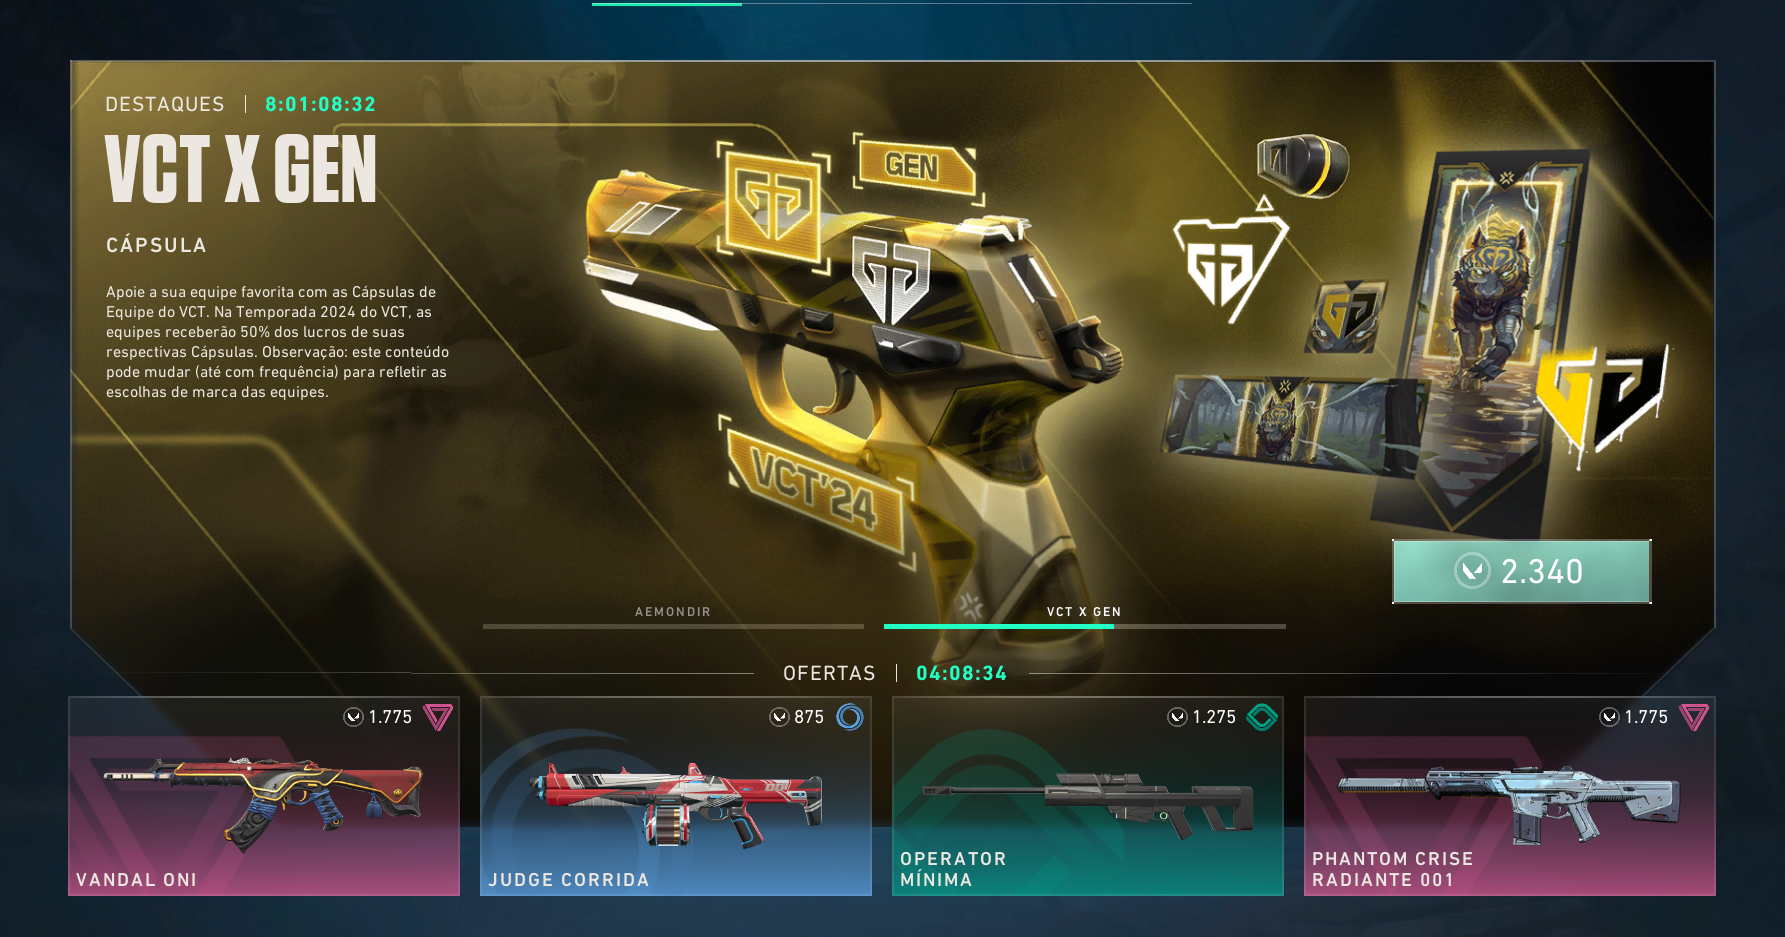 DESTAQUES | 8:01:08:32
VCT X GEN
CÁPSULA
Apoie a sua equipe favorita com as Cápsulas de
Equipe do VCT. Na Temporada 2024 do VCT, as
equipes receberão 50% dos lucros de suas
respectivas Cápsulas. Observação: este conteúdo
pode mudar (até com frequência) para refletir as
escolhas de marca das equipes.
GEN
VCT'24
2.340
AEMONDIR
VCT X GEN
OFERTAS | 04:08:34
1.775
VANDAL ONI
875
JUDGE CORRIDA
1.275
OPERATOR
MÍNIMA
1.775
PHANTOM CRISE
RADIANTE 001